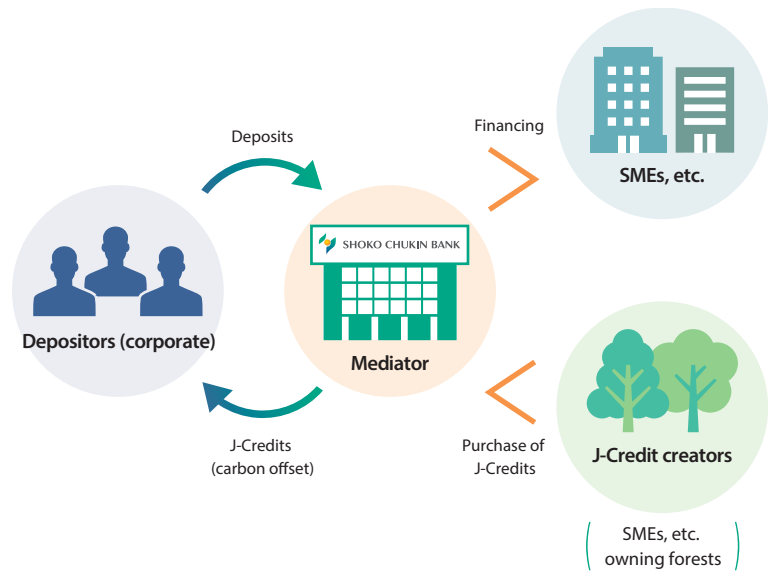 Deposits
Financing
SMEs, etc.
SHOKO CHUKIN BANK
Depositors (corporate)
Mediator
J-Credits
(carbon offset)
Purchase of
J-Credits
J-Credit creators
( SMEs, etc.
owning forests )